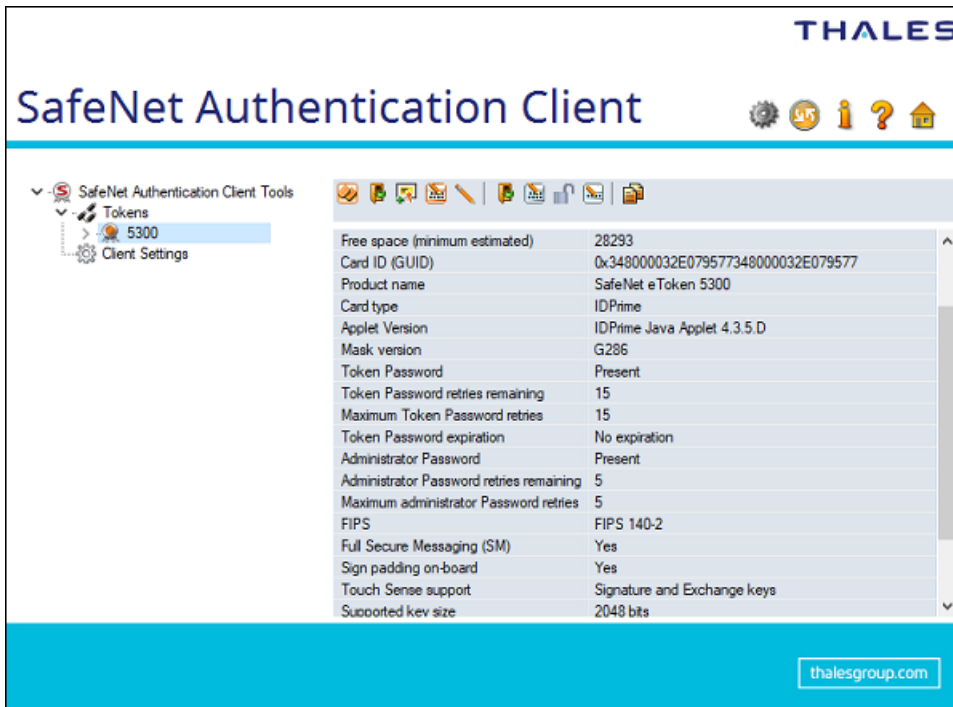 THALES
SafeNet Authentication Client
SafeNet Authentication Client Tools
Tokens
5300
Client Settings
Free space (minimum estimated) 28293
Card ID (GUID) 0x348000032E079577348000032E079577
Product name SafeNet eToken 5300
Card type IDPrime
Applet Version IDPrime Java Applet 4.3.5.D
Mask version G286
Token Password Present
Token Password retries remaining 15
Maximum Token Password retries 15
Token Password expiration No expiration
Administrator Password Present
Administrator Password retries remaining 5
Maximum administrator Password retries 5
FIPS FIPS 140-2
Full Secure Messaging (SM) Yes
Sign padding on-board Yes
Touch Sense support Signature and Exchange keys
Supported key size 2048 bits
thalesgroup.com